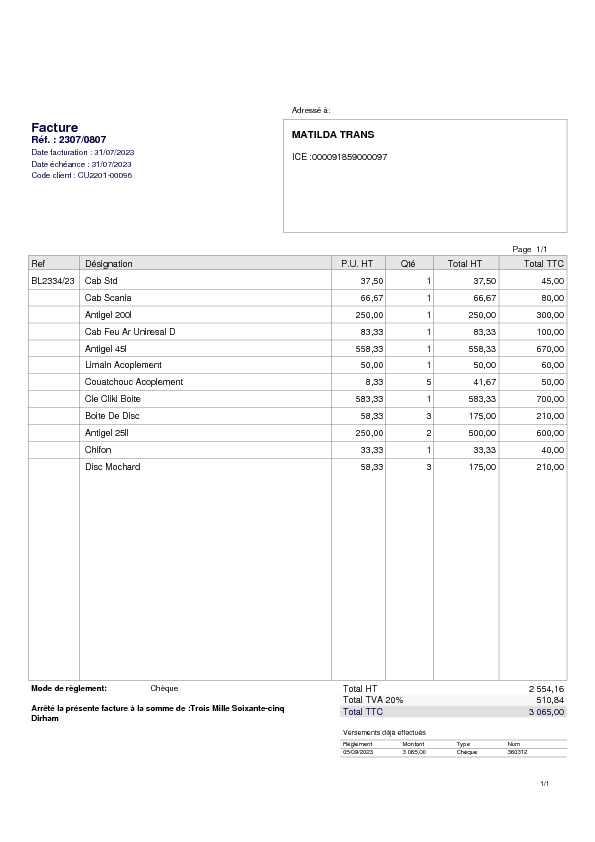 Adressé à:
Facture
Réf. : 2307/0807
Date facturation : 31/07/2023
Date échéance : 31/07/2023
Code client : CU2201-00096
MATILDA TRANS
ICE :000091859000097
Page 1/1
Ref Désignation P.U. HT Qté Total HT Total TTC
BL2334/23 Cab Std 37,50 1 37,50 45,00
Cab Scania 66,67 1 66,67 80,00
Antigel 200l 250,00 1 250,00 300,00
Cab Feu Ar Uniresal D 83,33 1 83,33 100,00
Antigel 45l 558,33 1 558,33 670,00
Limain Acoplement 50,00 1 50,00 60,00
Couatchouc Acoplement 8,33 5 41,67 50,00
Cle Cliki Boite 583,33 1 583,33 700,00
Boite De Disc 58,33 3 175,00 210,00
Antigel 25ll 250,00 2 500,00 600,00
Chifon 33,33 1 33,33 40,00
Disc Mochard 58,33 3 175,00 210,00
Mode de règlement: Chèque
Arrêté la présente facture à la somme de :Trois Mille Soixante-cinq
Dirham
Total HT 2 554,16
Total TVA 20% 510,84
Total TTC 3 065,00
Versements déjà effectués
Règlement Montant Type Num
05/09/2023 3 065,00 Chèque 360312
1/1